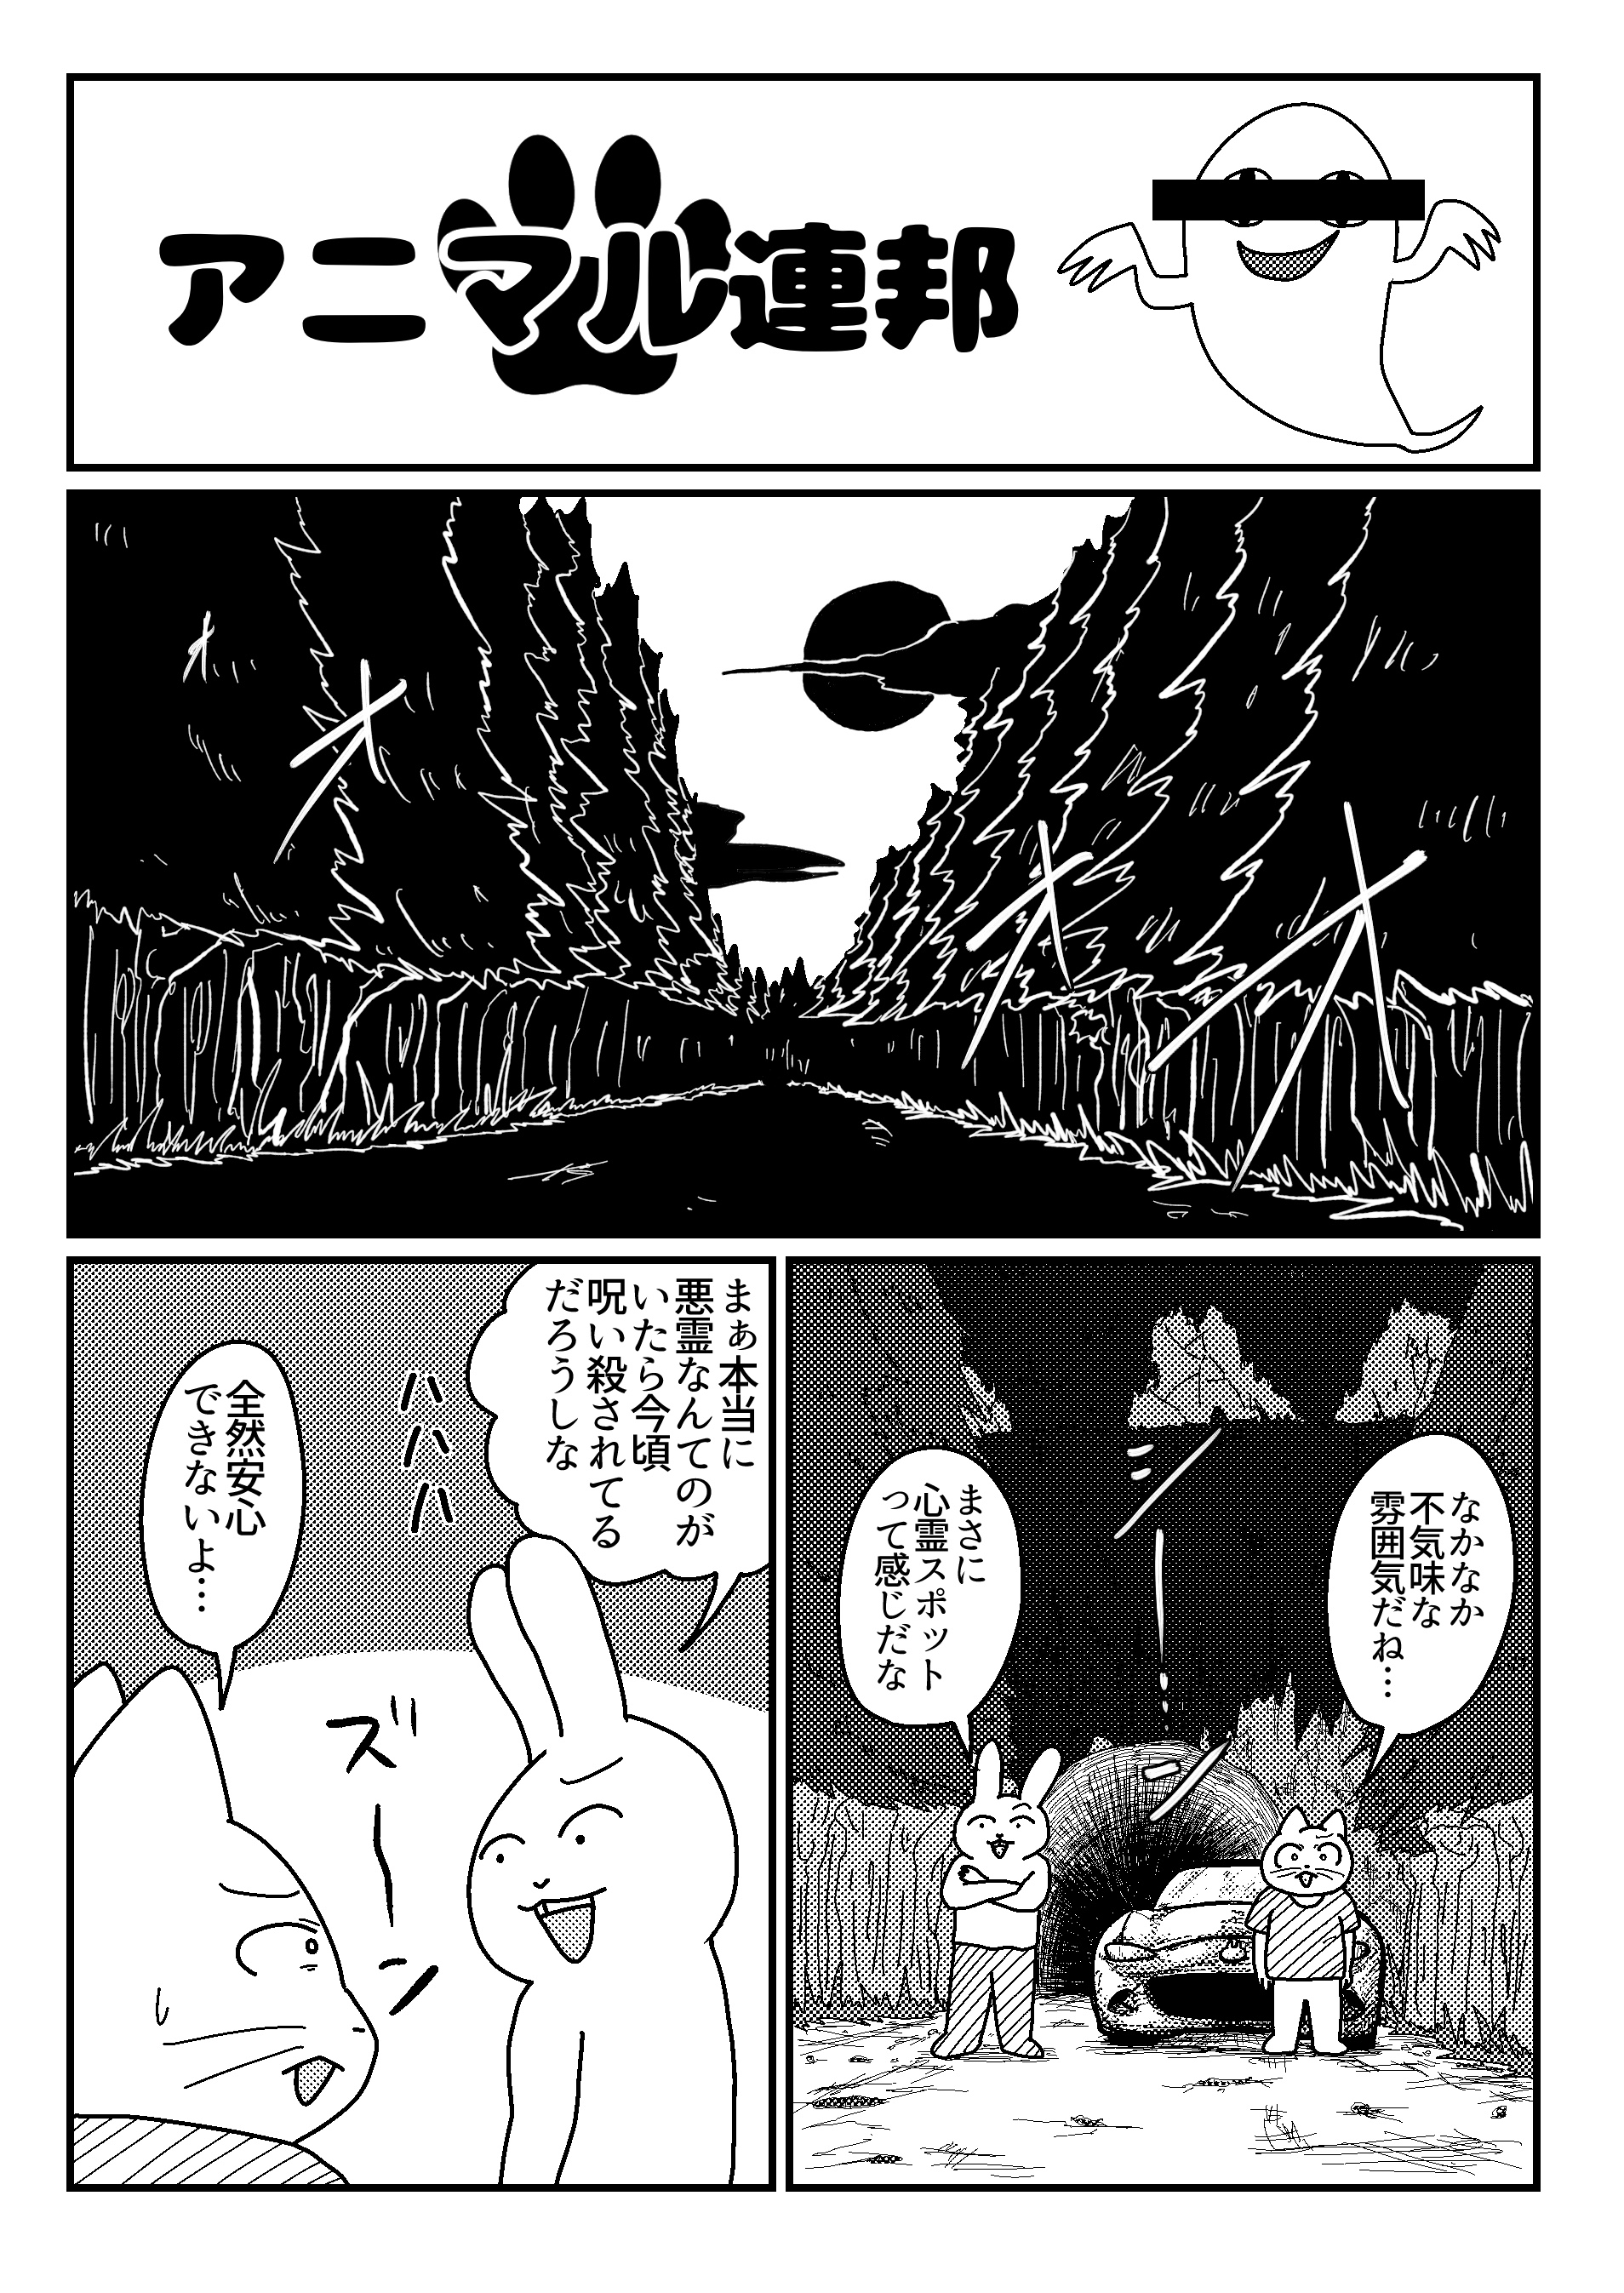 アニマル連邦
オ
オ
オ
オ
なかなか
不気味な
雰囲気だね…
シーン
まさに
心霊スポット
って感じだな
まぁ本当に
悪霊なんてのが
いたら今頃
呪い殺されてる
だろうしな
ハハハ
ズーン
全然安心
できないよ…